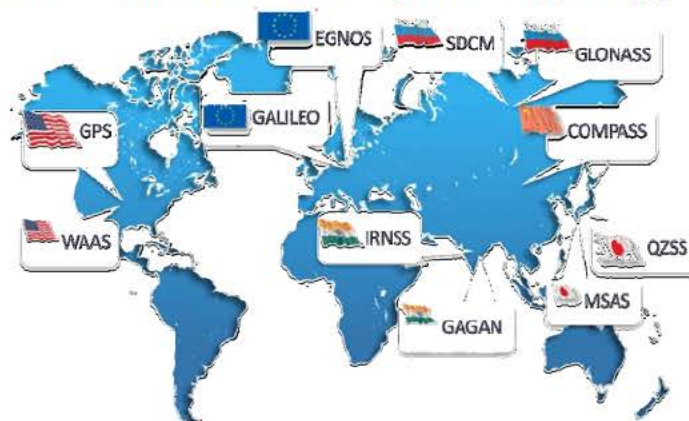 EGNOS
SDCM
GLONASS
GPS
GALILEO
COMPASS
WAAS
IRNSS
QZSS
GAGAN
MSAS